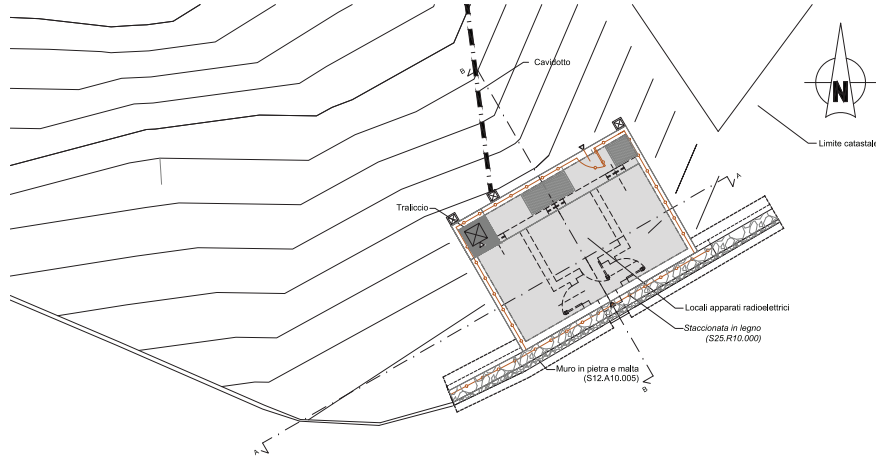 B
Cavidotto
N
Limite catastale
A
Traliccio
Locali apparati radioelettrici
Staccionata in legno
(S25.R10.000)
Muro in pietra e malta
(S12.A10.005)
B
A